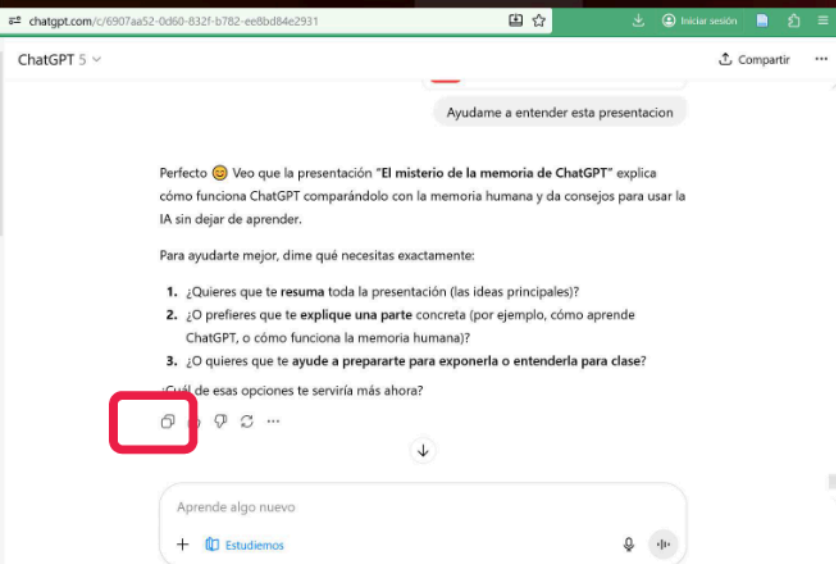 chatgpt.com/c/6907aa52-0d60-832f-b782-ee8bd84e2931
Iniciar sesión
ChatGPT 5
Compartir
Ayudame a entender esta presentacion
Perfecto 😊 Veo que la presentación "El misterio de la memoria de ChatGPT" explica
cómo funciona ChatGPT comparándolo con la memoria humana y da consejos para usar la
IA sin dejar de aprender.
Para ayudarte mejor, dime qué necesitas exactamente:
1. ¿Quieres que te resuma toda la presentación (las ideas principales)?
2. ¿O prefieres que te explique una parte concreta (por ejemplo, cómo aprende
ChatGPT, o cómo funciona la memoria humana)?
3. ¿O quieres que te ayude a prepararte para exponerla o entenderla para clase?
¿Cuál de esas opciones te serviría más ahora?
Aprende algo nuevo
Estudiemos